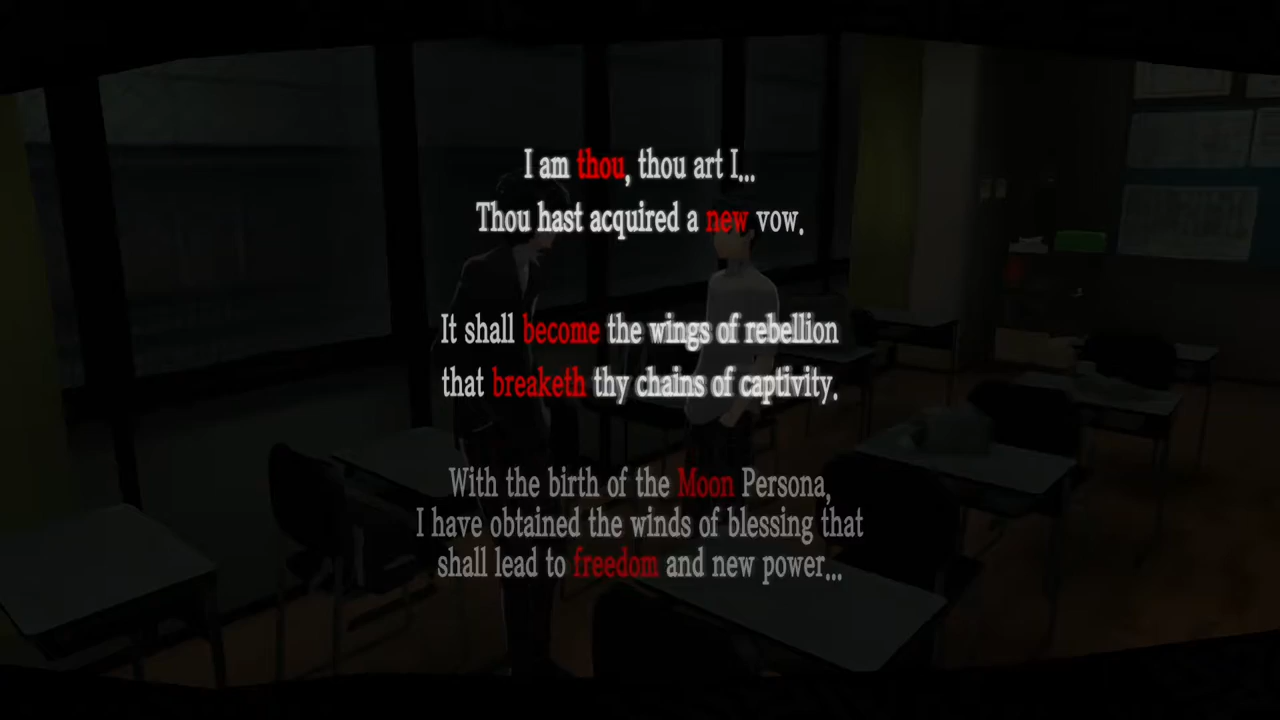 I am thou, thou art I...
Thou hast acquired a new vow.
It shall become the wings of rebellion
that breaketh thy chains of captivity.
With the birth of the Moon Persona,
I have obtained the winds of blessing that
shall lead to freedom and new power...